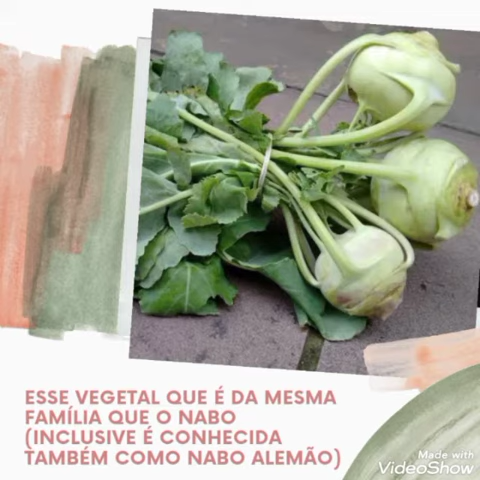 ESSE VEGETAL QUE É DA MESMA
FAMÍLIA QUE O NABO
(INCLUSIVE É CONHECIDA
TAMBÉM COMO NABO ALEMÃO)
Made with
VideoShow